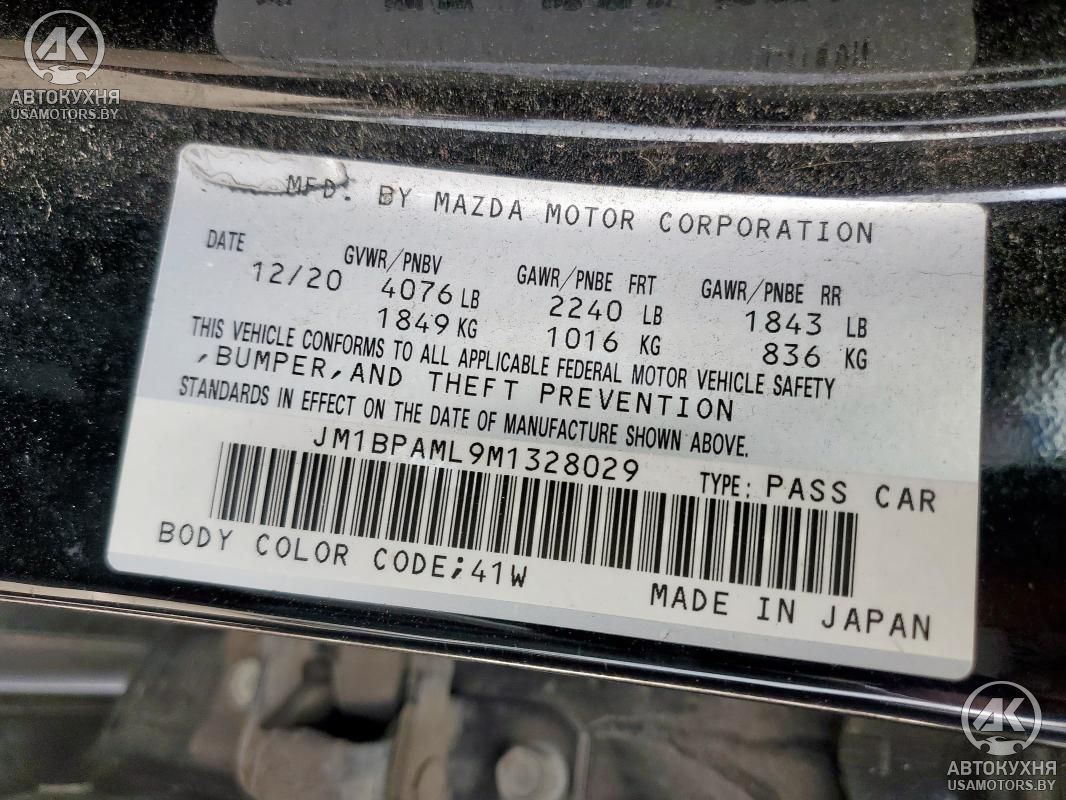 AK
АВТОКУХНЯ
USAMOTORS.BY
MFD. BY MAZDA MOTOR CORPORATION
DATE GVWR/PNBV GAWR/PNBE FRT GAWR/PNBE RR
12/20 4076 LB 2240 LB 1843 LB
1849 KG 1016 KG 836 KG
THIS VEHICLE CONFORMS TO ALL APPLICABLE FEDERAL MOTOR VEHICLE SAFETY
,BUMPER,AND THEFT PREVENTION
STANDARDS IN EFFECT ON THE DATE OF MANUFACTURE SHOWN ABOVE.
JM1BPAML9M1328029 TYPE: PASS CAR
BODY COLOR CODE;41W
MADE IN JAPAN
AK
АВТОКУХНЯ
USAMOTORS.BY